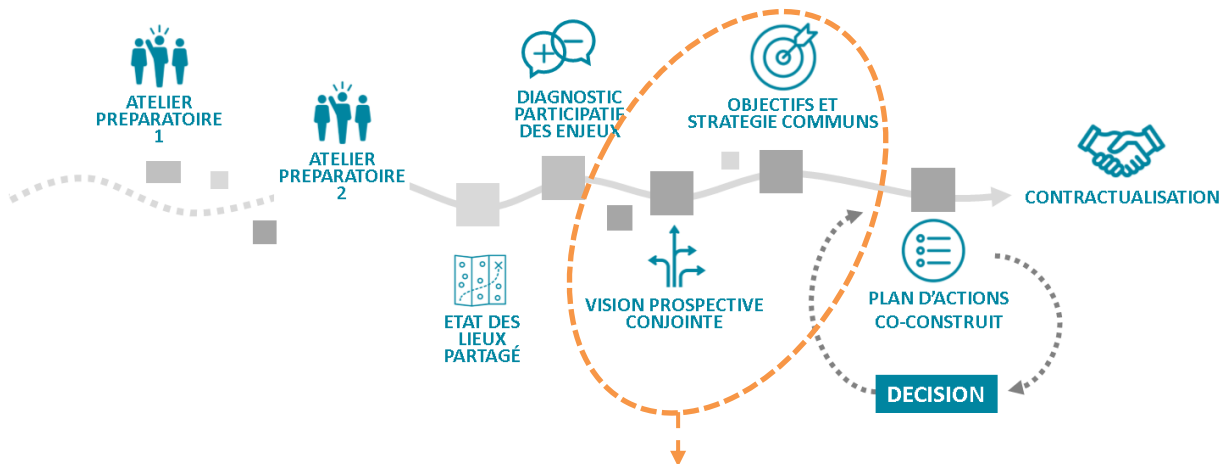 ATELIER
PREPARATOIRE
1
ATELIER
PREPARATOIRE
2
ETAT DES
LIEUX
PARTAGÉ
DIAGNOSTIC
PARTICIPATIF
DES ENJEUX
VISION PROSPECTIVE
CONJOINTE
OBJECTIFS ET
STRATEGIE COMMUNS
PLAN D'ACTIONS
CO-CONSTRUIT
DECISION
CONTRACTUALISATION